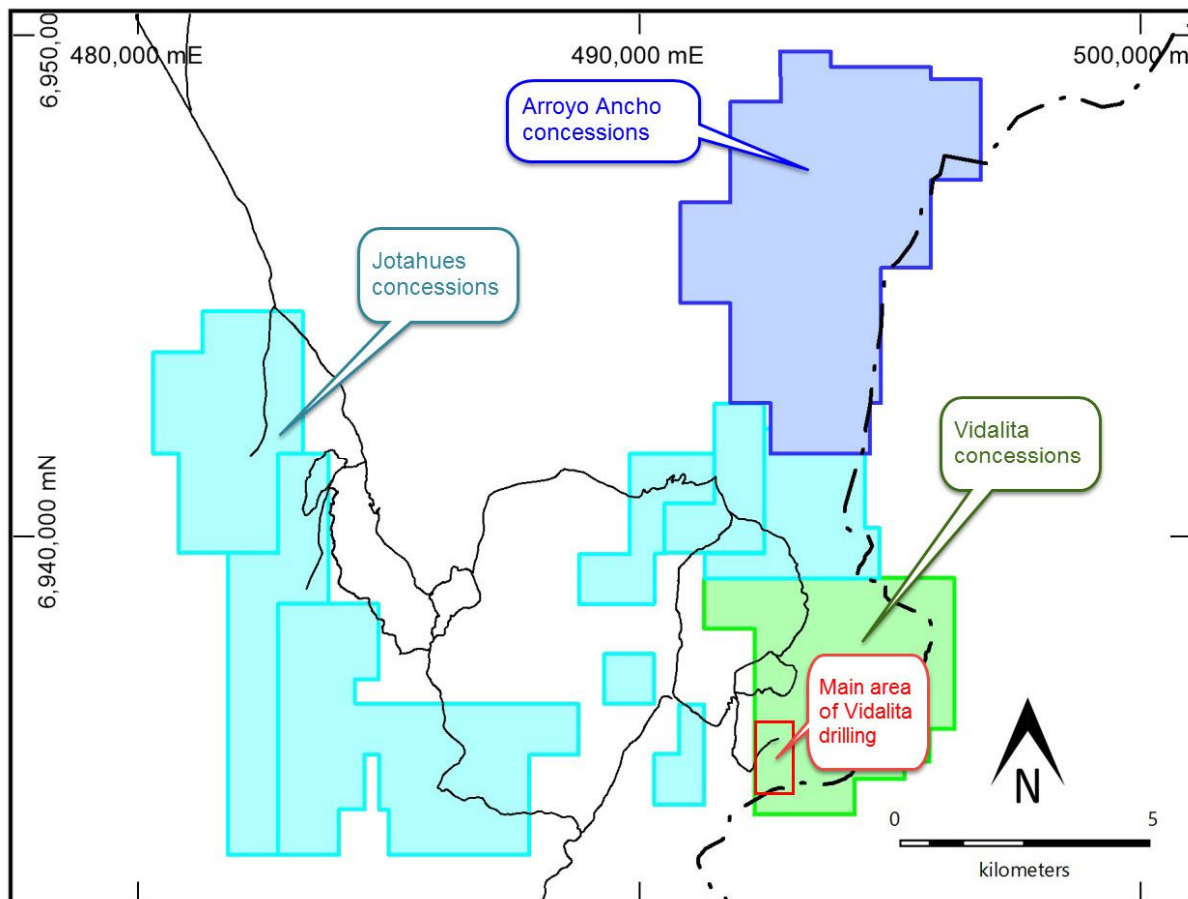 480,000 mE
490,000 mE
500,000 m
6,950,00
Arroyo Ancho
concessions
Jotahues
concessions
Vidalita
concessions
6,940,000 mN
Main area
of Vidalita
drilling
N
0
5
kilometers